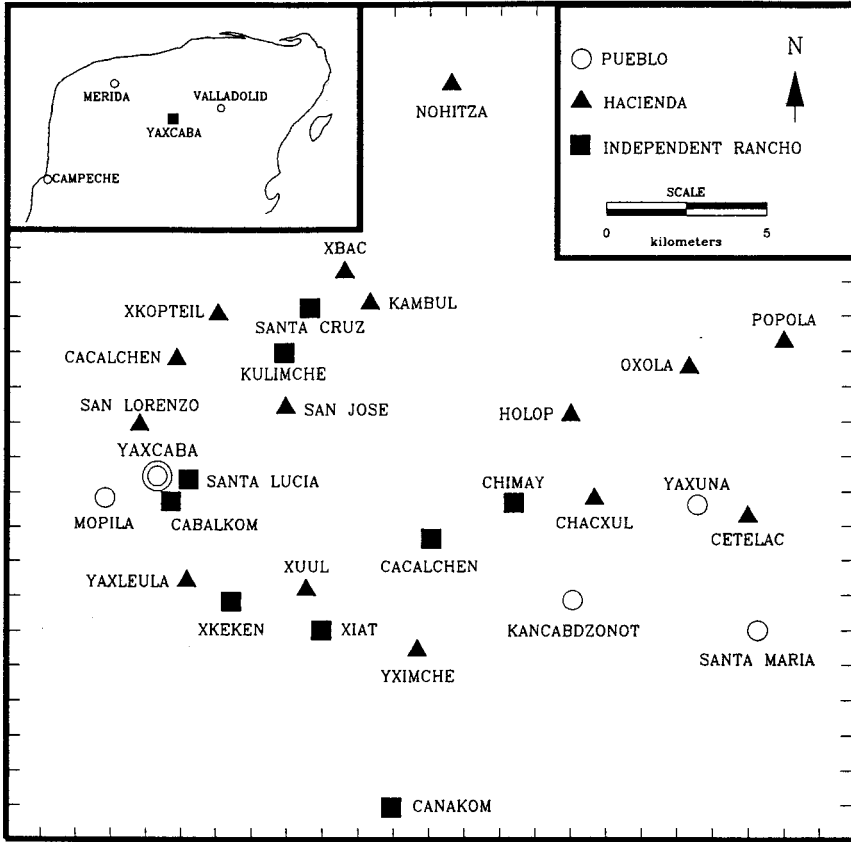 MERIDA
VALLADOLID
YAXCABA
CAMPECHE
PUEBLO
HACIENDA
INDEPENDENT RANCHO
N
SCALE
0 5
kilometers
NOHITZA
XBAC
KAMBUL
XKOPTEIL
SANTA CRUZ
POPOLA
CACALCHEN
KULIMCHE
OXOLA
SAN LORENZO
SAN JOSE
HOLOP
YAXCABA
SANTA LUCIA
CHIMAY
YAXUNA
MOPILA
CABALKOM
CHACXUL
CETELAC
CACALCHEN
YAXLEULA
XUUL
XKEKEN
XIAT
KANCABDZONOT
SANTA MARIA
YXIMCHE
CANAKOM